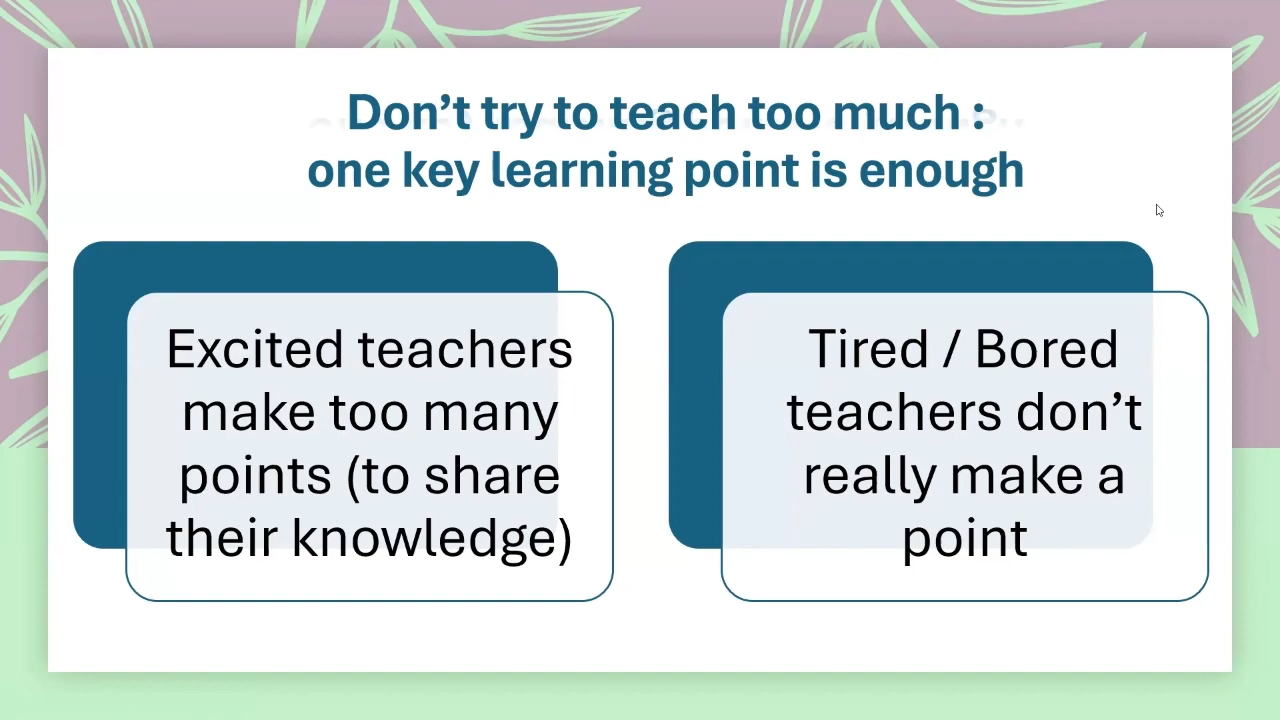 Don’t try to teach too much :
one key learning point is enough
Excited teachers
make too many
points (to share
their knowledge)
Tired / Bored
teachers don’t
really make a
point